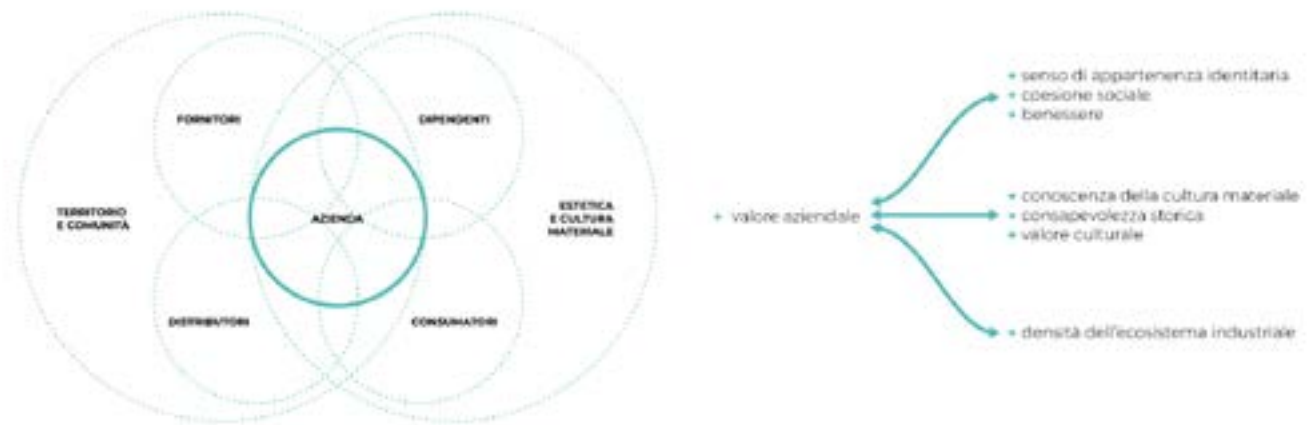 FORNITORI
DIPENDENTI
TERRITORIO
E COMUNITÀ
AZIENDA
ESTETICA
E CULTURA
MATERIALE
DISTRIBUTORI
CONSUMATORI
+ valore aziendale
+ senso di appartenenza identitaria
+ coesione sociale
+ benessere
+ conoscenza della cultura materiale
+ consapevolezza storica
+ valore culturale
+ densità dell'ecosistema industriale